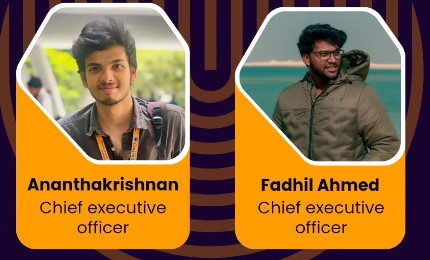 Ananthakrishnan
Chief executive
officer
Fadhil Ahmed
Chief executive
officer